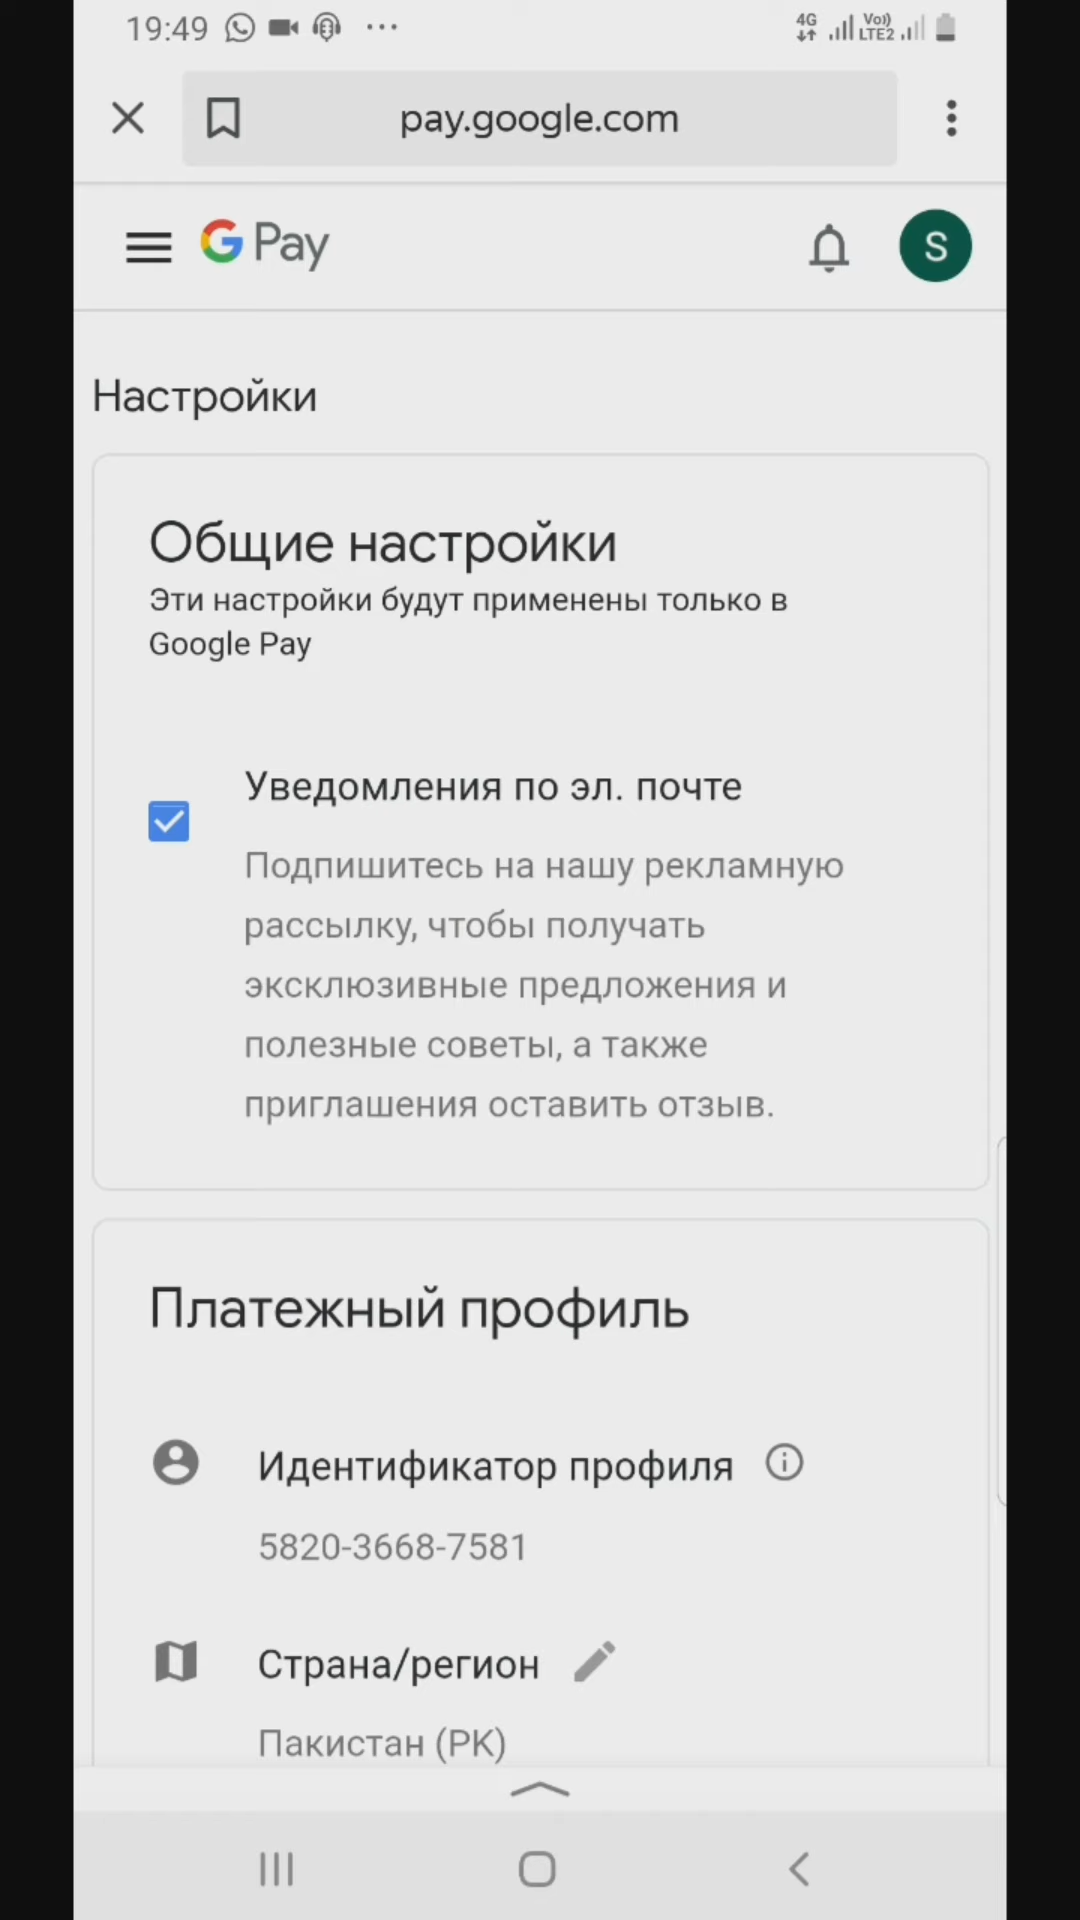 19:49
4G
Vo))
LTE2
pay.google.com
G Pay
S
Настройки
Общие настройки
Эти настройки будут применены только в
Google Pay
Уведомления по эл. почте
Подпишитесь на нашу рекламную
рассылку, чтобы получать
эксклюзивные предложения и
полезные советы, а также
приглашения оставить отзыв.
Платежный профиль
Идентификатор профиля
5820-3668-7581
Страна/регион
Пакистан (PK)